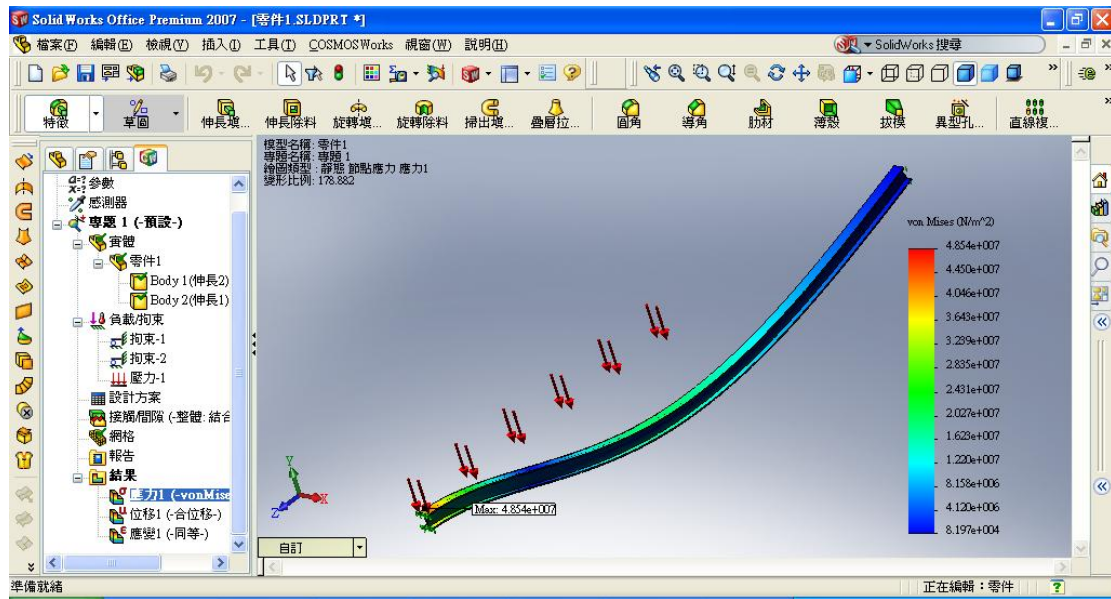 SolidWorks Office Premium 2007 - [零件1.SLDPRT *]
檔案(F) 編輯(E) 檢視(V) 插入(I) 工具(T) COSMOSWorks 視窗(W) 說明(H)
SolidWorks 搜尋
特徵 草圖 伸長填... 伸長除料 旋轉填... 旋轉除料 掃出填... 疊層拉... 圓角 導角 肋材 薄殼 拔模 異型孔... 直線複...
模型名稱: 零件1
專題名稱: 專題 1
繪圖類型 : 靜態 節點應力 應力1
變形比例: 178.882
參數
感測器
專題 1 (-預設-)
實體
零件1
Body 1(伸長2)
Body 2(伸長1)
負載/拘束
拘束-1
拘束-2
壓力-1
設計方案
接觸/間隙 (-整體: 結合
網格
報告
結果
應力1 (-vonMise
位移1 (-合位移-)
應變1 (-同等-)
von Mises (N/m^2)
4.854e+007
4.450e+007
4.046e+007
3.643e+007
3.239e+007
2.835e+007
2.431e+007
2.027e+007
1.623e+007
1.220e+007
8.158e+006
4.120e+006
8.197e+004
Y
X
Z
Max: 4.854e+007
自訂
準備就緒
正在編輯：零件